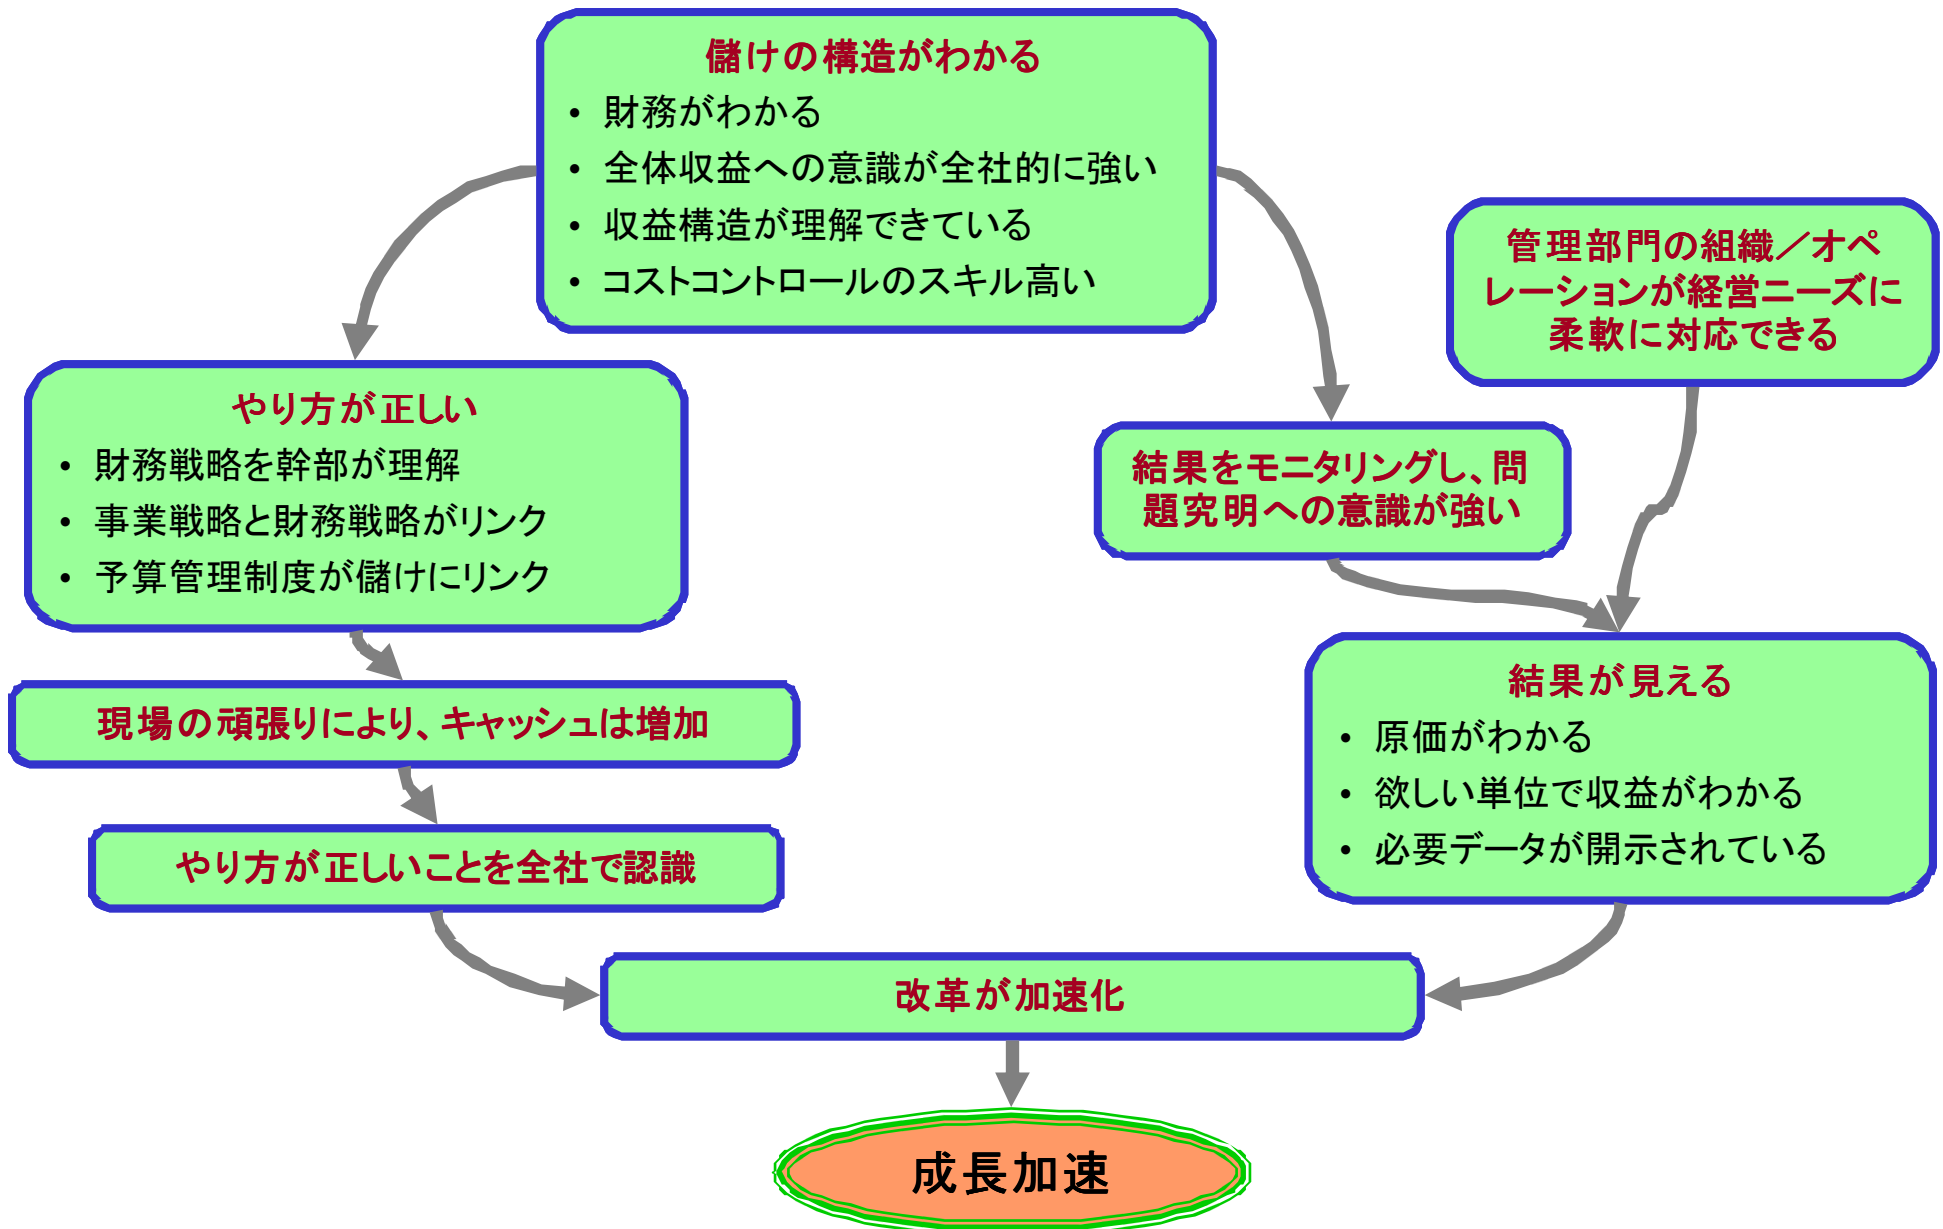 儲けの構造がわかる
• 財務がわかる
• 全体収益への意識が全社的に強い
• 収益構造が理解できている
• コストコントロールのスキル高い
管理部門の組織／オペ
レーションが経営ニーズに
柔軟に対応できる
やり方が正しい
• 財務戦略を幹部が理解
• 事業戦略と財務戦略がリンク
• 予算管理制度が儲けにリンク
結果をモニタリングし、問
題究明への意識が強い
現場の頑張りにより、キャッシュは増加
結果が見える
• 原価がわかる
• 欲しい単位で収益がわかる
• 必要データが開示されている
やり方が正しいことを全社で認識
改革が加速化
成長加速